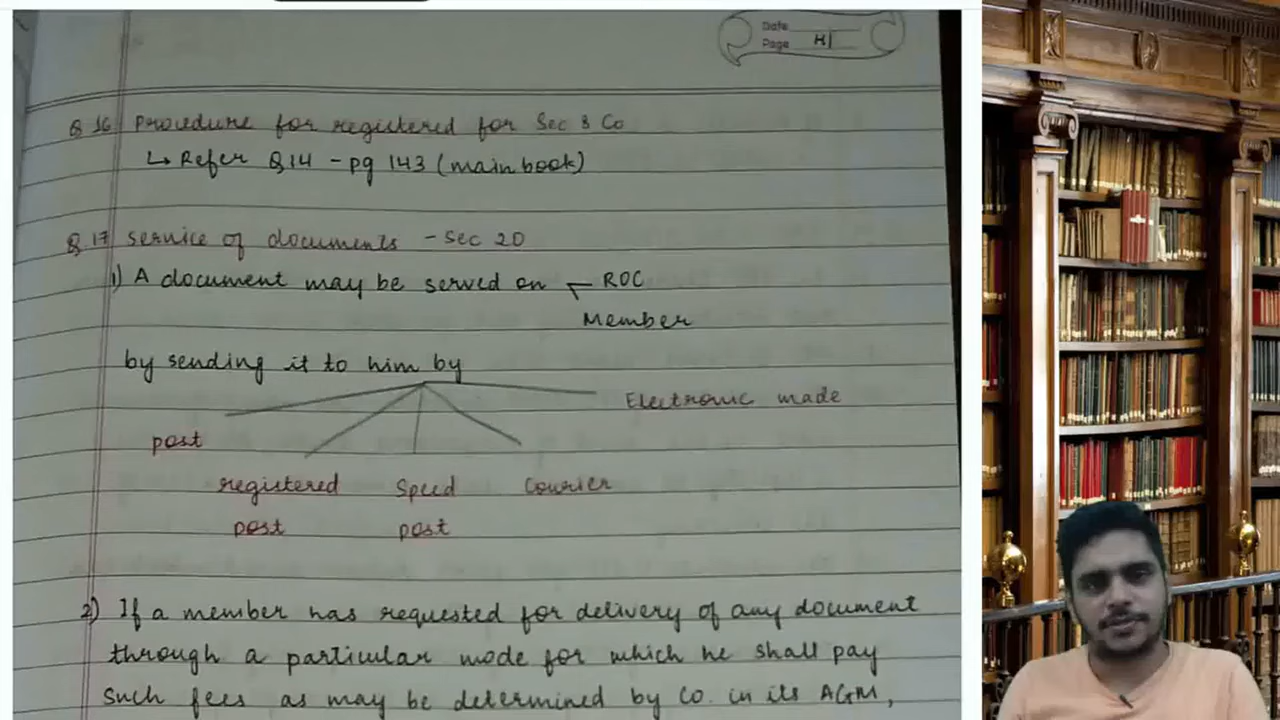 Date
Page 41
Q 16 Procedure for registered for Sec 8 Co
↳ Refer Q14 - pg 143 (main book)
Q 17 service of documents - Sec 20
1) A document may be served on ROC
Member
by sending it to him by
Electronic made
post
registered Speed Courier
post post
2) If a member has requested for delivery of any document
through a particular mode for which he shall pay
such fees as may be determined by Co. in its AGM,